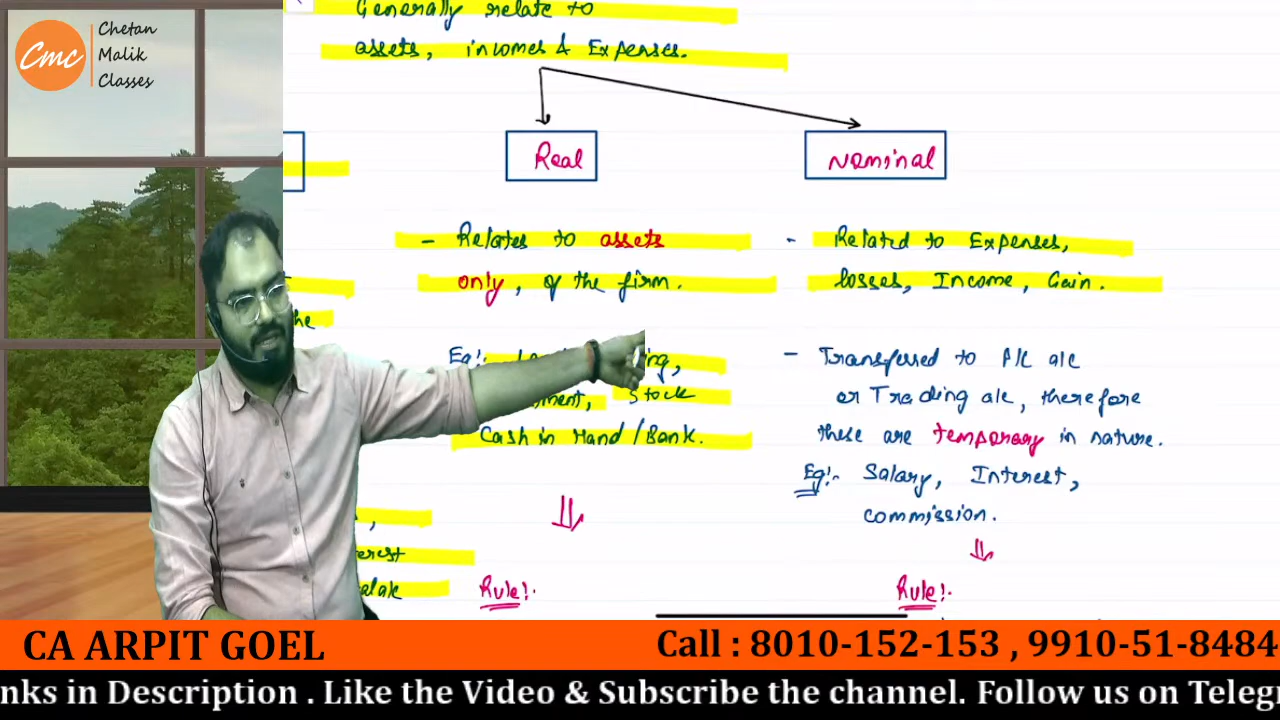 Chetan
Malik
Classes
cmc
Generally relate to
assets, incomes & Expenses.
Real
Nominal
- Relates to assets
only, of the firm.
- Related to Expenses,
losses, Income, Gain.
he
Eg:-
Stock
Cash in Hand/Bank.
- Transferred to P/L a/c
or Trading a/c, therefore
these are temporary in nature.
Eg:- Salary, Interest,
commission.
erest
Rule:-
Rule:-
CA ARPIT GOEL
Call : 8010-152-153 , 9910-51-8484
nks in Description . Like the Video & Subscribe the channel. Follow us on Telegr